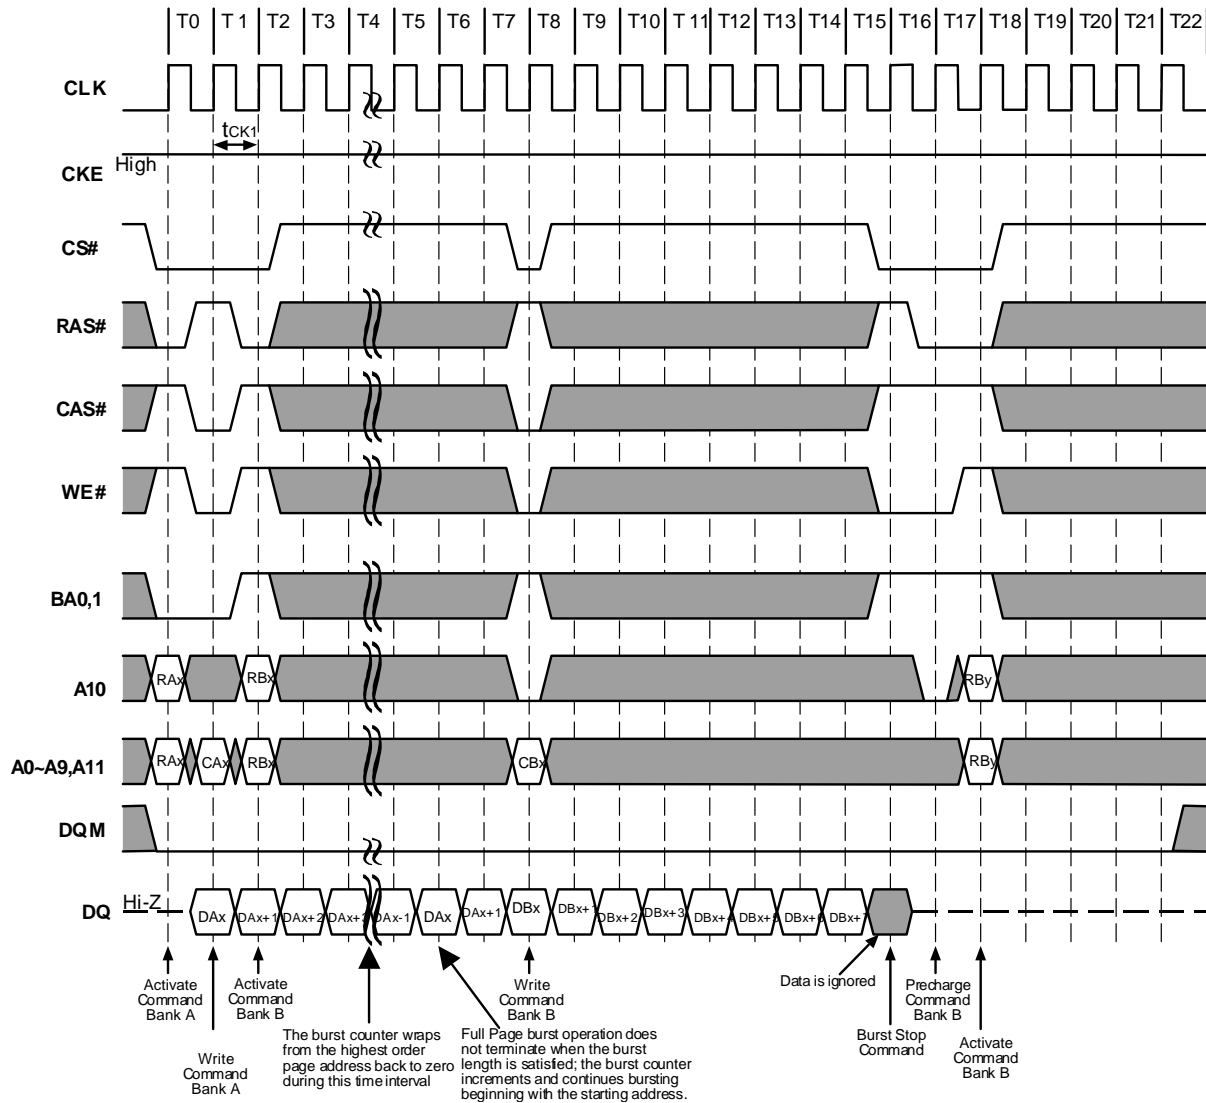 T0 T 1 T2 T3 T4 T5 T6 T7 T8 T9 T10 T 11 T12 T13 T14 T15 T16 T17 T18 T19 T20 T21 T22
CLK
tCK1
High
CKE
CS#
RAS#
CAS#
WE#
BA0,1
A10
RAx RBx RBy
A0~A9,A11
RAx CAx RBx CBx RBy
DQM
Hi-Z
DQ
DAx DAx+1 DAx+2 DAx+3 DAx-1 DAx DAx+1 DBx DBx+1 DBx+2 DBx+3 DBx+4 DBx+5 DBx+6 DBx+7
Activate
Command
Bank A
Write
Command
Bank A
Activate
Command
Bank B
The burst counter wraps
from the highest order
page address back to zero
during this time interval
Full Page burst operation does
not terminate when the burst
length is satisfied; the burst counter
increments and continues bursting
beginning with the starting address.
Write
Command
Bank B
Data is ignored
Burst Stop
Command
Precharge
Command
Bank B
Activate
Command
Bank B